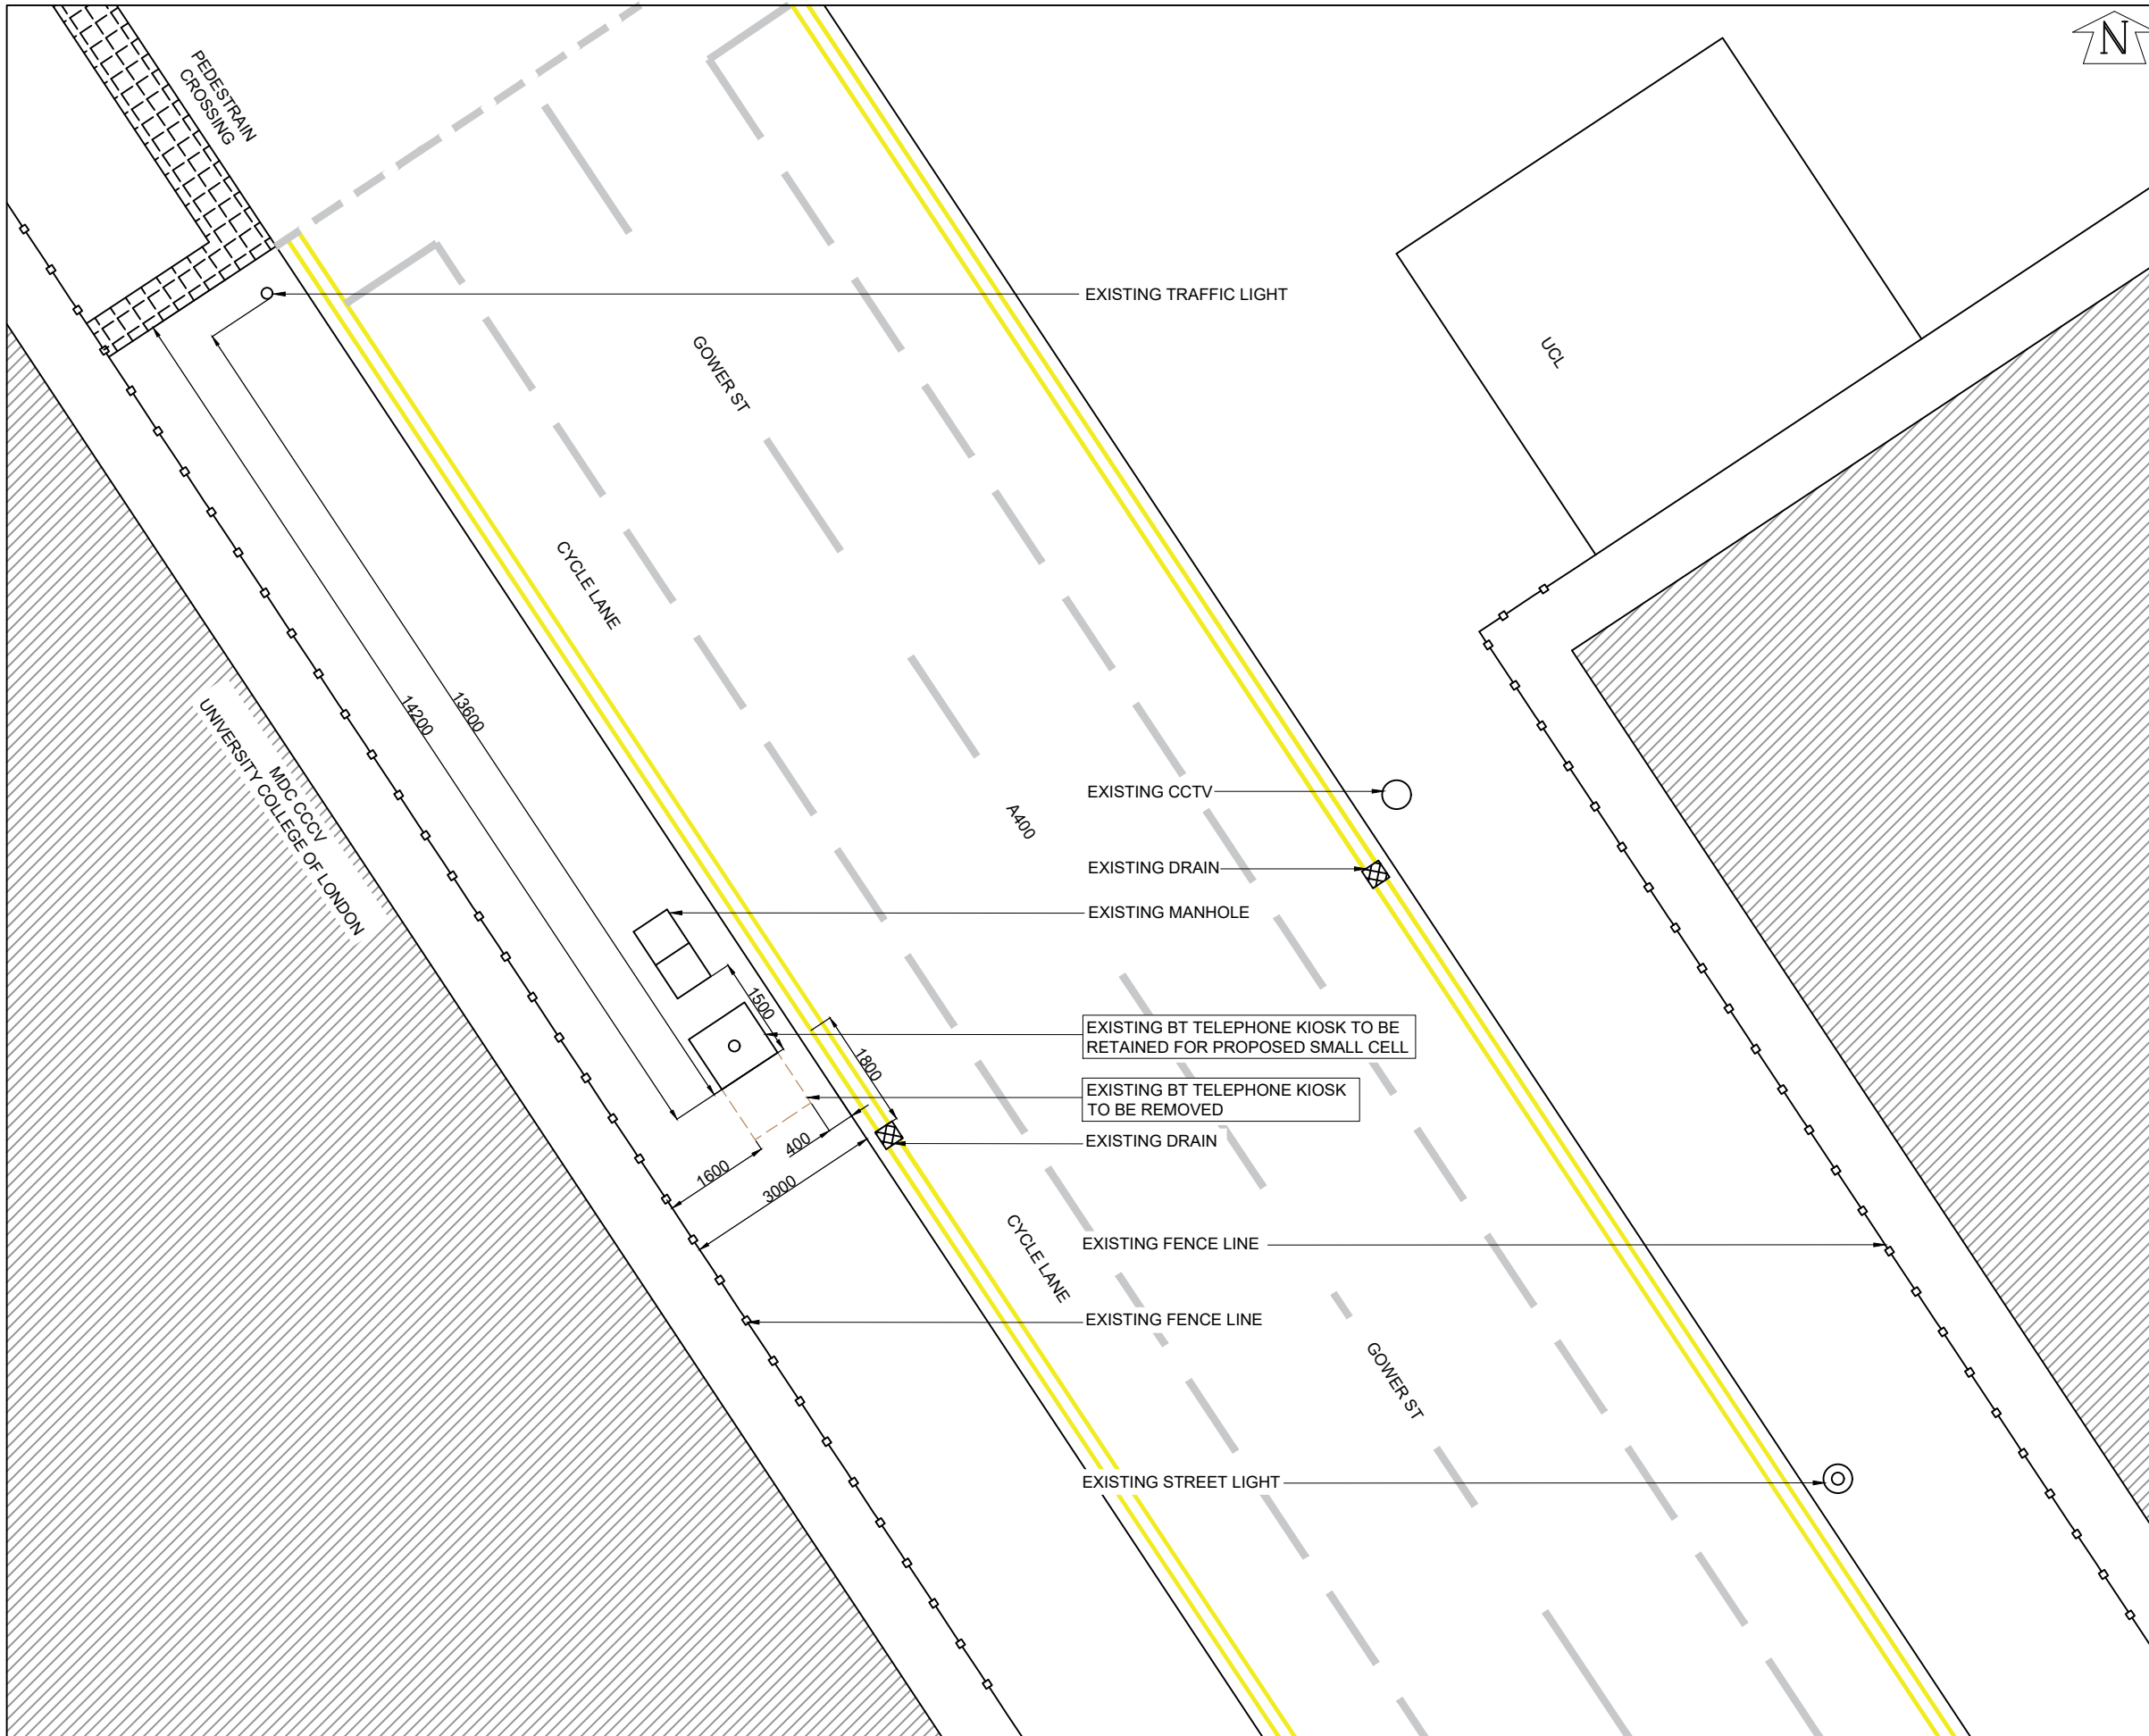 N
PEDESTRAIN
CROSSING
EXISTING TRAFFIC LIGHT
GOWER ST
UCL
CYCLE LANE
14200
13600
MDC CCCV
UNIVERSITY COLLEGE OF LONDON
EXISTING CCTV
A400
EXISTING DRAIN
EXISTING MANHOLE
1500
EXISTING BT TELEPHONE KIOSK TO BE
RETAINED FOR PROPOSED SMALL CELL
1800
EXISTING BT TELEPHONE KIOSK
TO BE REMOVED
EXISTING DRAIN
400
1600
3000
CYCLE LANE
EXISTING FENCE LINE
EXISTING FENCE LINE
GOWER ST
EXISTING STREET LIGHT